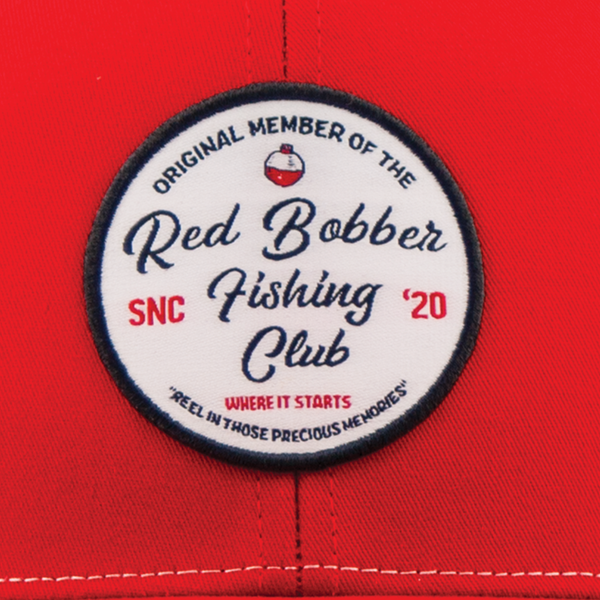 ORIGINAL MEMBER OF THE
Red Bobber
Fishing
SNC '20
Club
WHERE IT STARTS
"REEL IN THOSE PRECIOUS MEMORIES"